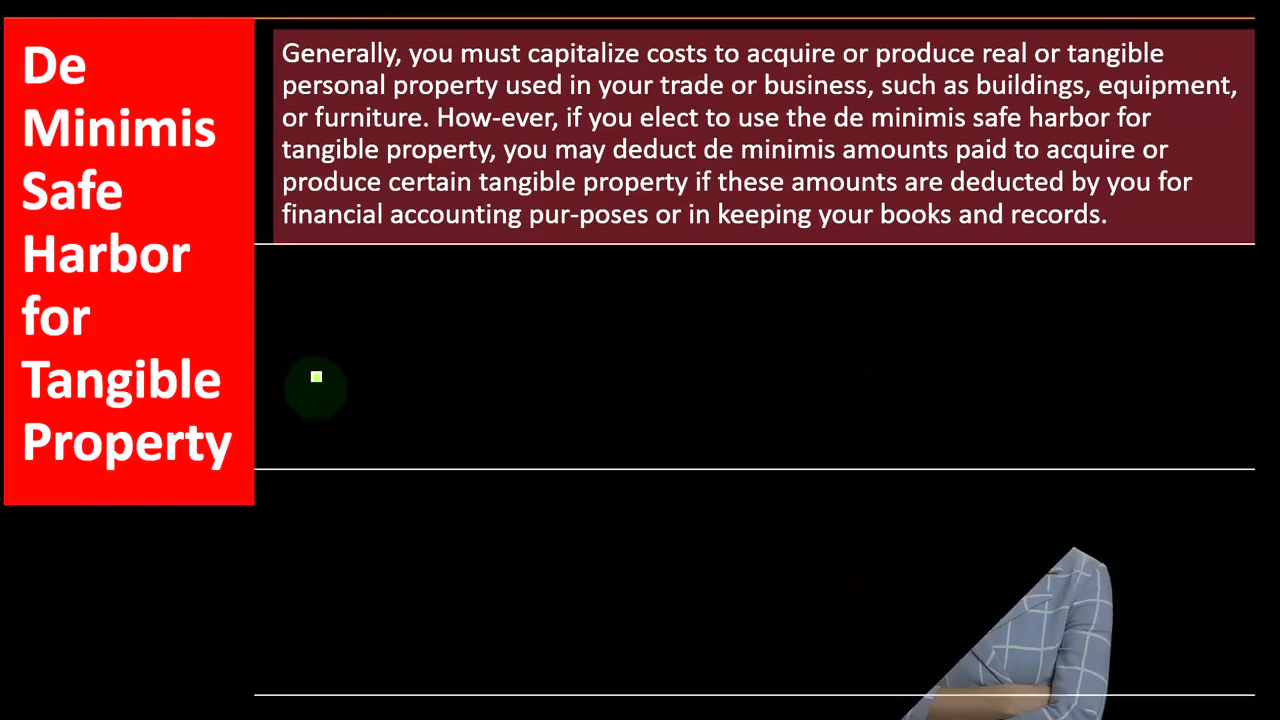 De
Minimis
Safe
Harbor
for
Tangible
Property
Generally, you must capitalize costs to acquire or produce real or tangible
personal property used in your trade or business, such as buildings, equipment,
or furniture. How-ever, if you elect to use the de minimis safe harbor for
tangible property, you may deduct de minimis amounts paid to acquire or
produce certain tangible property if these amounts are deducted by you for
financial accounting pur-poses or in keeping your books and records.